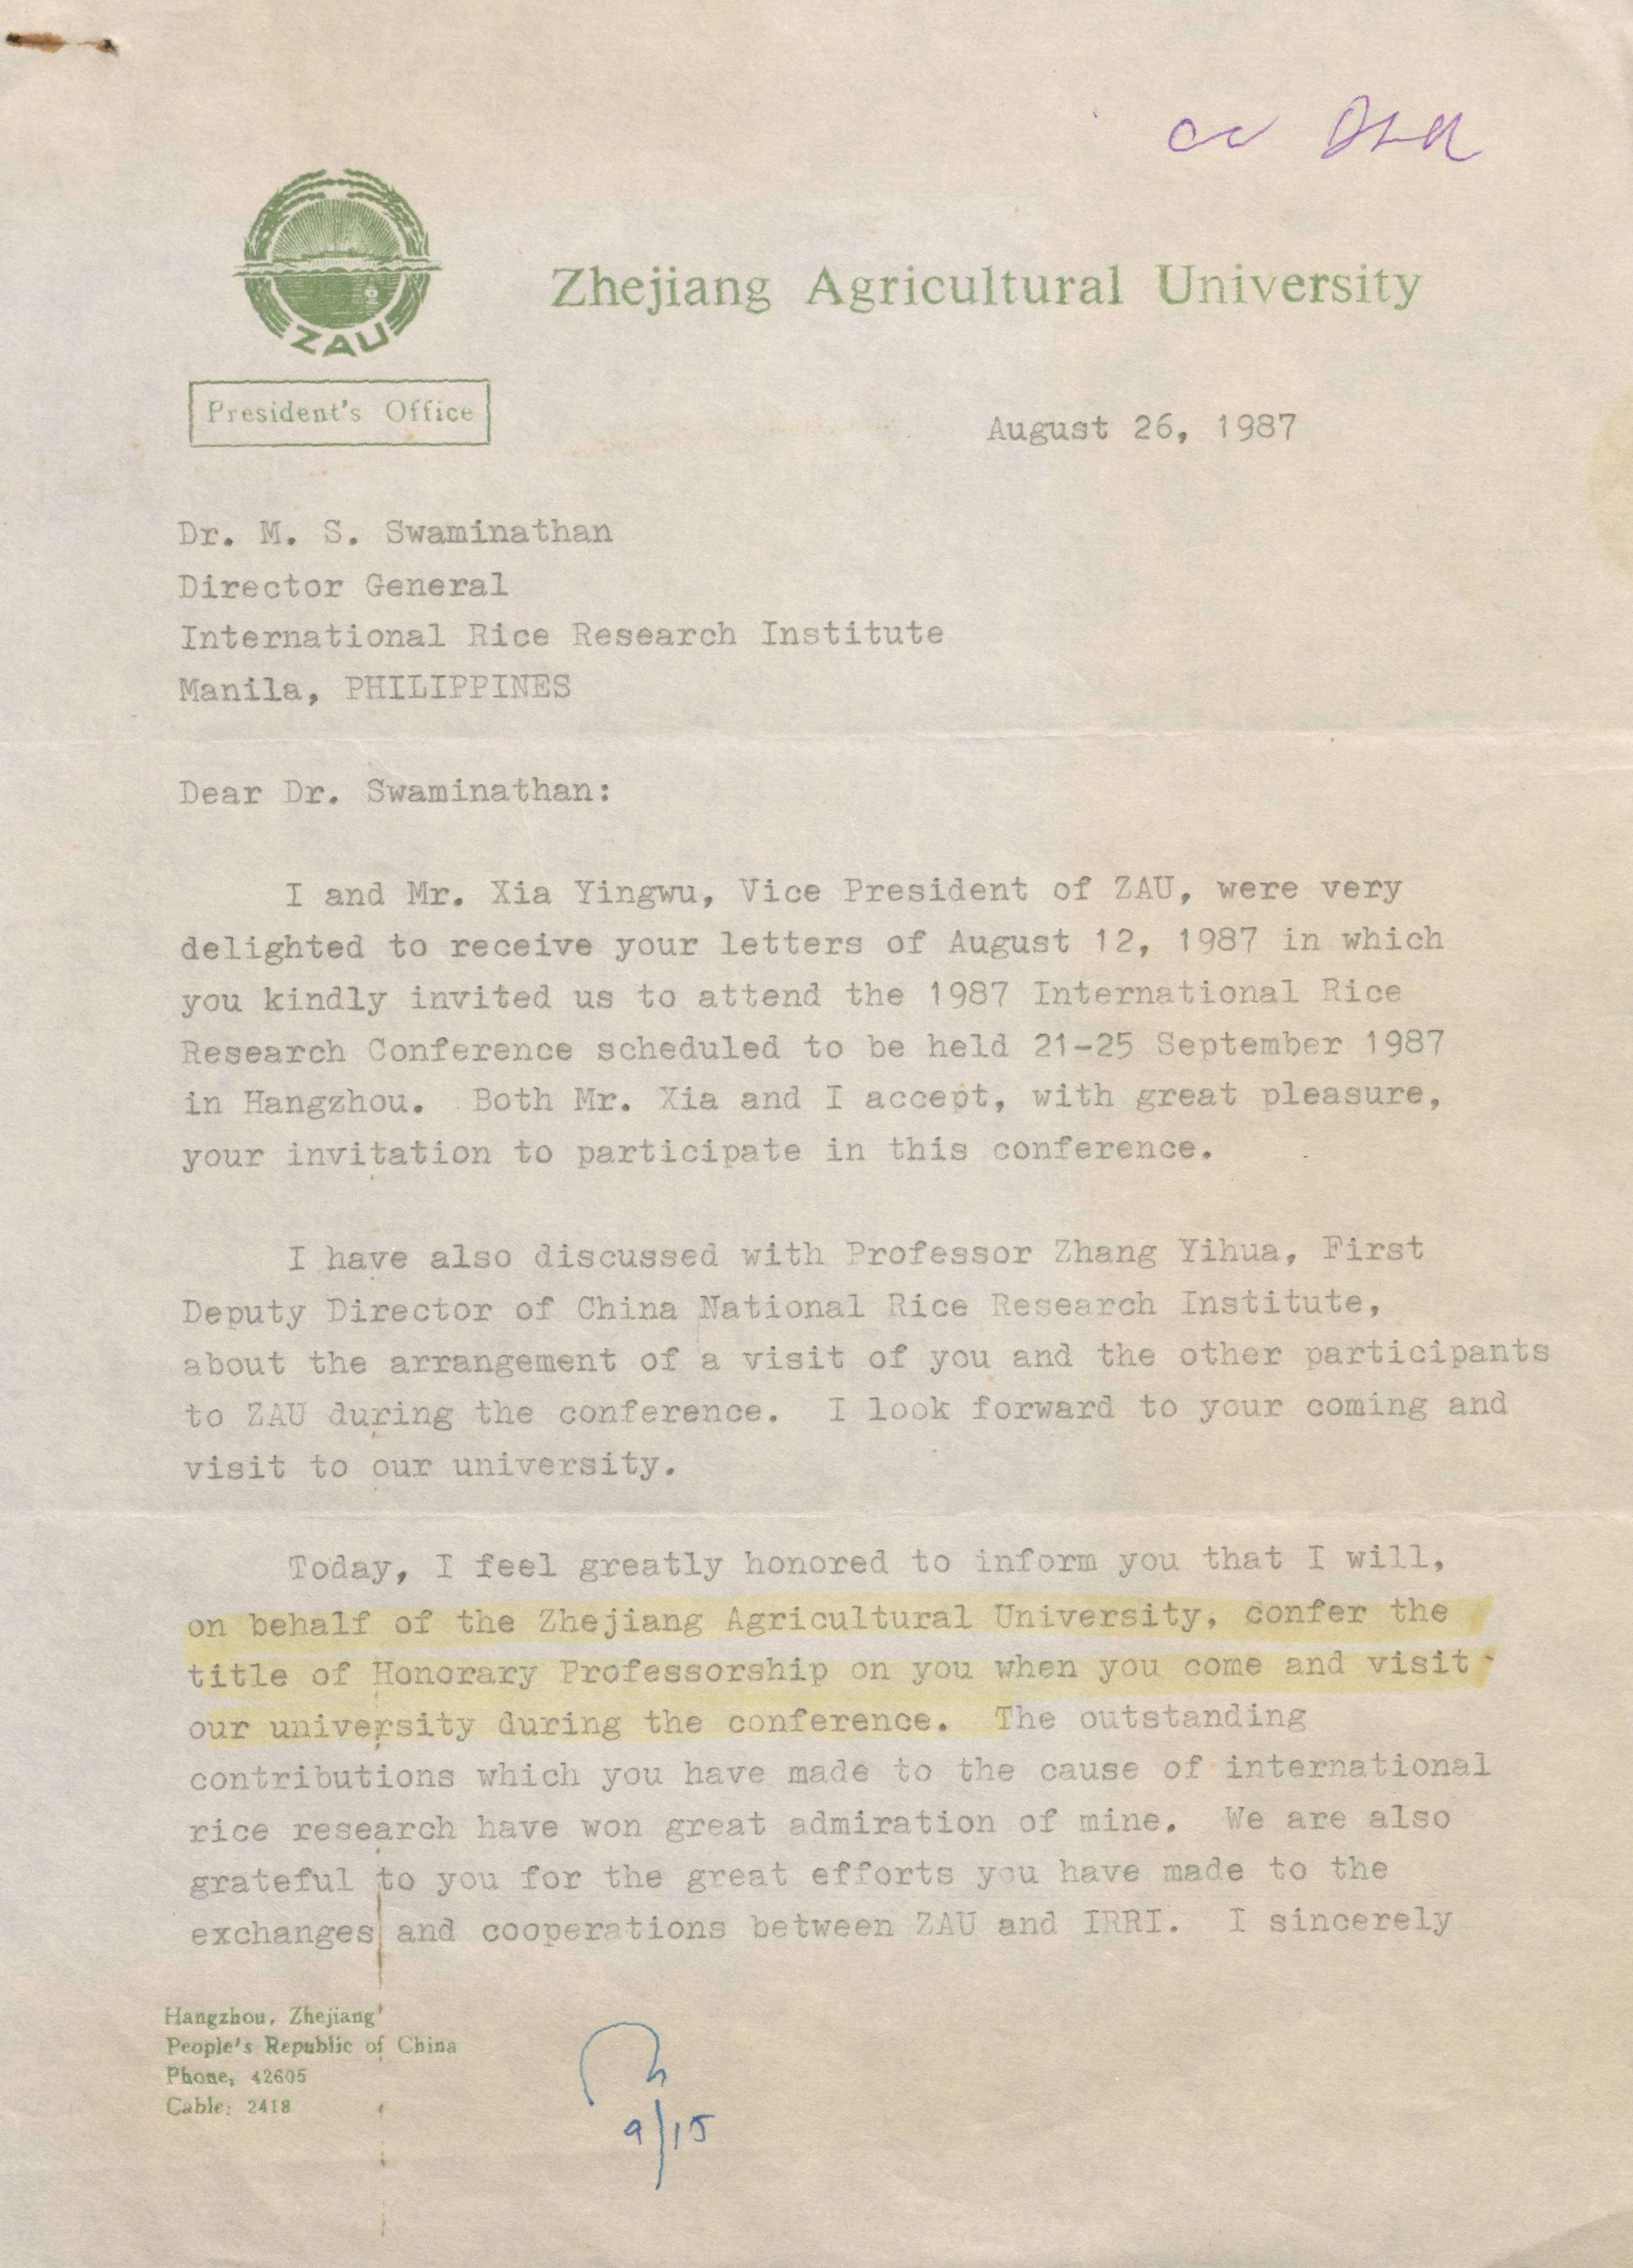 cc
ZAU
Zhejiang Agricultural University
President's Office
August 26, 1987
Dr. M. S. Swaminathan
Director General
International Rice Research Institute
Manila, PHILIPPINES
Dear Dr. Swaminathan:
I and Mr. Xia Yingwu, Vice President of ZAU, were very
delighted to receive your letters of August 12, 1987 in which
you kindly invited us to attend the 1987 International Rice
Research Conference scheduled to be held 21-25 September 1987
in Hangzhou. Both Mr. Xia and I accept, with great pleasure,
your invitation to participate in this conference.
I have also discussed with Professor Zhang Yihua, First
Deputy Director of China National Rice Research Institute,
about the arrangement of a visit of you and the other participants
to ZAU during the conference. I look forward to your coming and
visit to our university.
Today, I feel greatly honored to inform you that I will,
on behalf of the Zhejiang Agricultural University, confer the
title of Honorary Professorship on you when you come and visit
our university during the conference. The outstanding
contributions which you have made to the cause of international
rice research have won great admiration of mine. We are also
grateful to you for the great efforts you have made to the
exchanges and cooperations between ZAU and IRRI. I sincerely
Hangzhou, Zhejiang
People's Republic of China
Phone, 42605
Cable: 2418
9/15